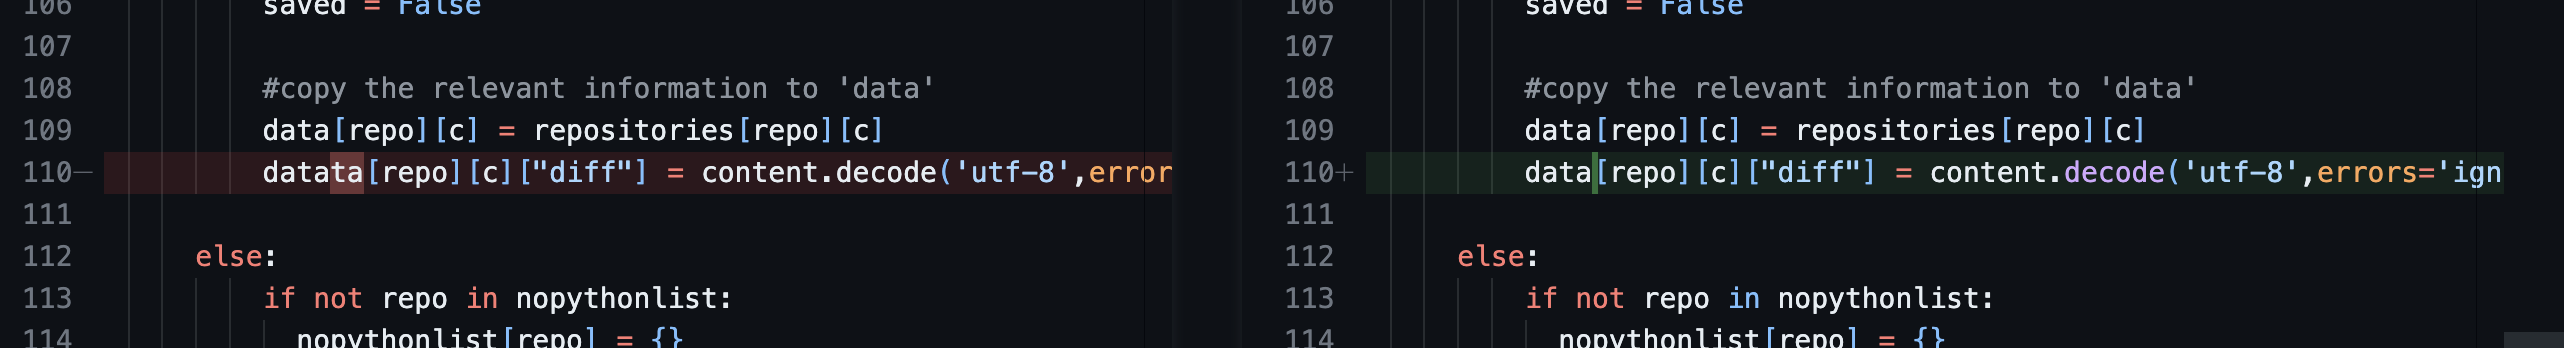 106 saved = False
107
108 #copy the relevant information to 'data'
109 data[repo][c] = repositories[repo][c]
110— datata[repo][c]["diff"] = content.decode('utf-8',error
111
112 else:
113 if not repo in nopythonlist:
114 nopythonlist[repo] = {}
106 saved = False
107
108 #copy the relevant information to 'data'
109 data[repo][c] = repositories[repo][c]
110+ data[repo][c]["diff"] = content.decode('utf-8',errors='ign
111
112 else:
113 if not repo in nopythonlist:
114 nopythonlist[repo] = {}